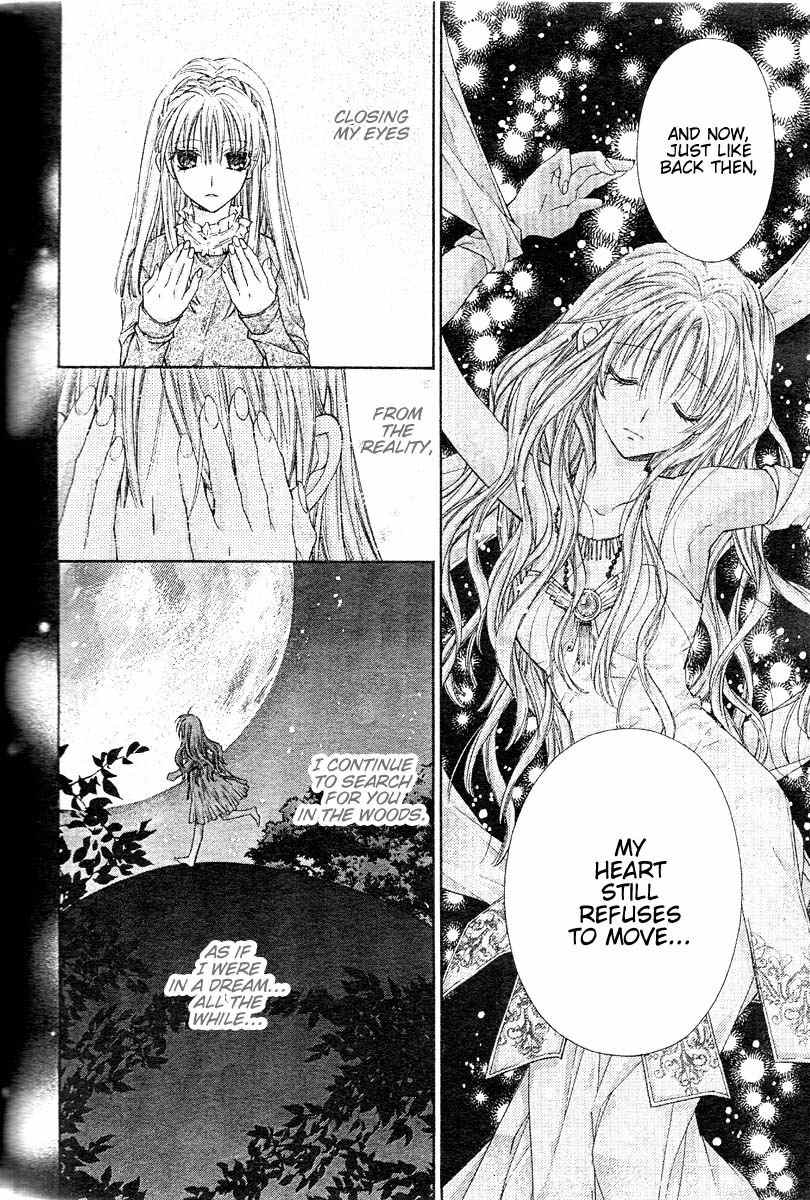 AND NOW,
JUST LIKE
BACK THEN,
MY
HEART
STILL
REFUSES
TO MOVE...
CLOSING
MY EYES
FROM
THE
REALITY,
I CONTINUE
TO SEARCH
FOR YOU
IN THE WOODS.
AS IF
I WERE
IN A DREAM...
ALL THE
WHILE...